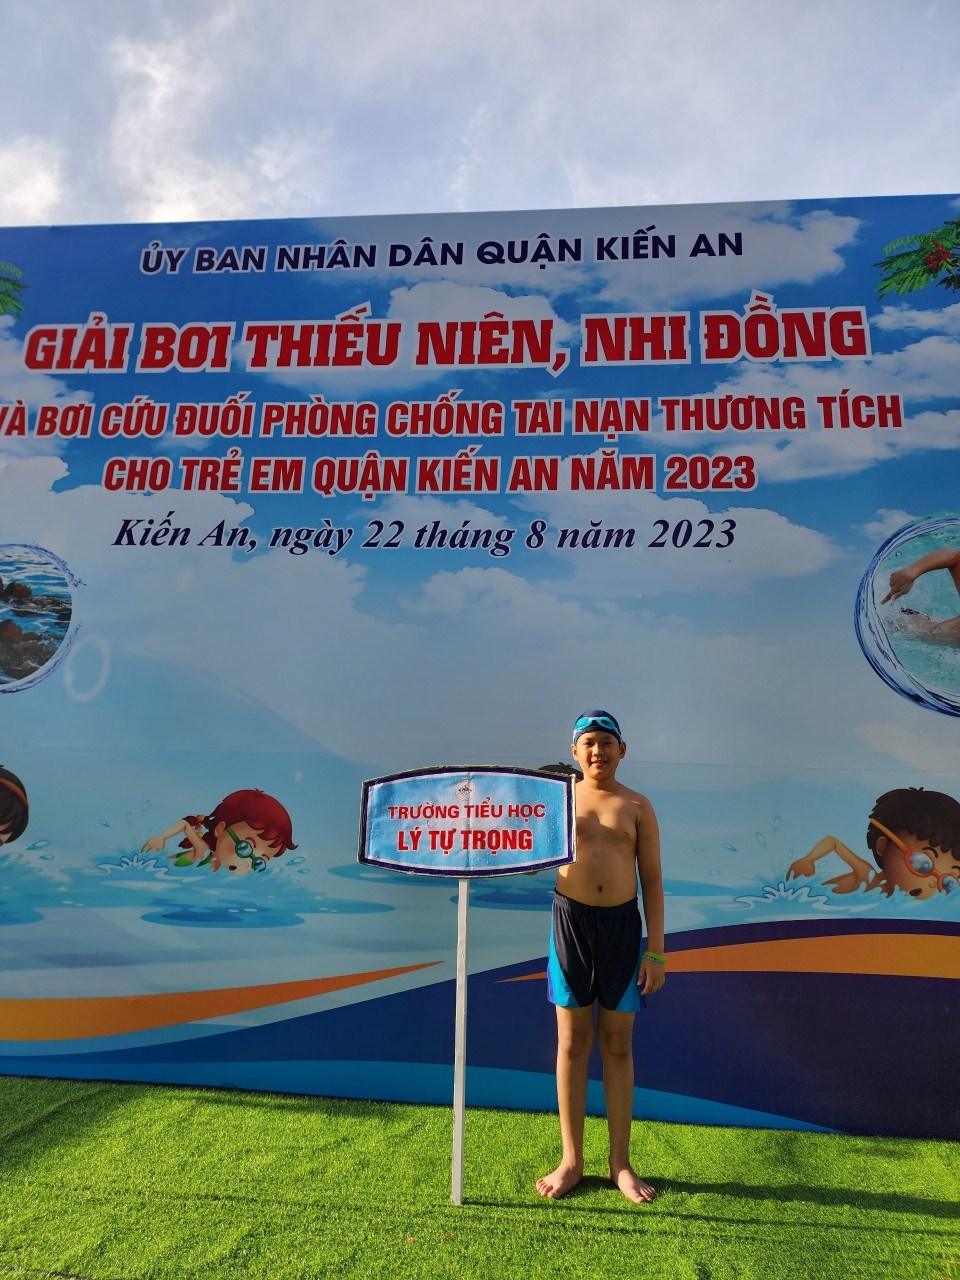 ỦY BAN NHÂN DÂN QUẬN KIẾN AN
GIẢI BƠI THIẾU NIÊN, NHI ĐỒNG
VÀ BƠI CỨU ĐUỐI PHÒNG CHỐNG TAI NẠN THƯƠNG TÍCH
CHO TRẺ EM QUẬN KIẾN AN NĂM 2023
Kiến An, ngày 22 tháng 8 năm 2023
TRƯỜNG TIỂU HỌC
LÝ TỰ TRỌNG